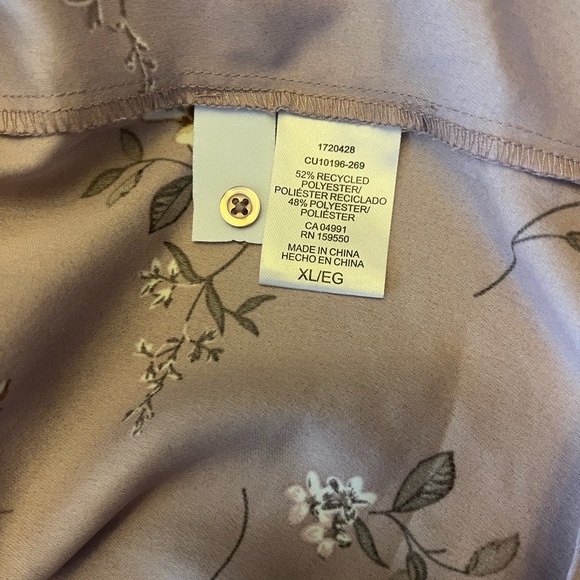 1720428
CU10196-269
52% RECYCLED
POLYESTER/
POLIÉSTER RECICLADO
48% POLYESTER/
POLIÉSTER
CA 04991
RN 159550
MADE IN CHINA
HECHO EN CHINA
XL/EG